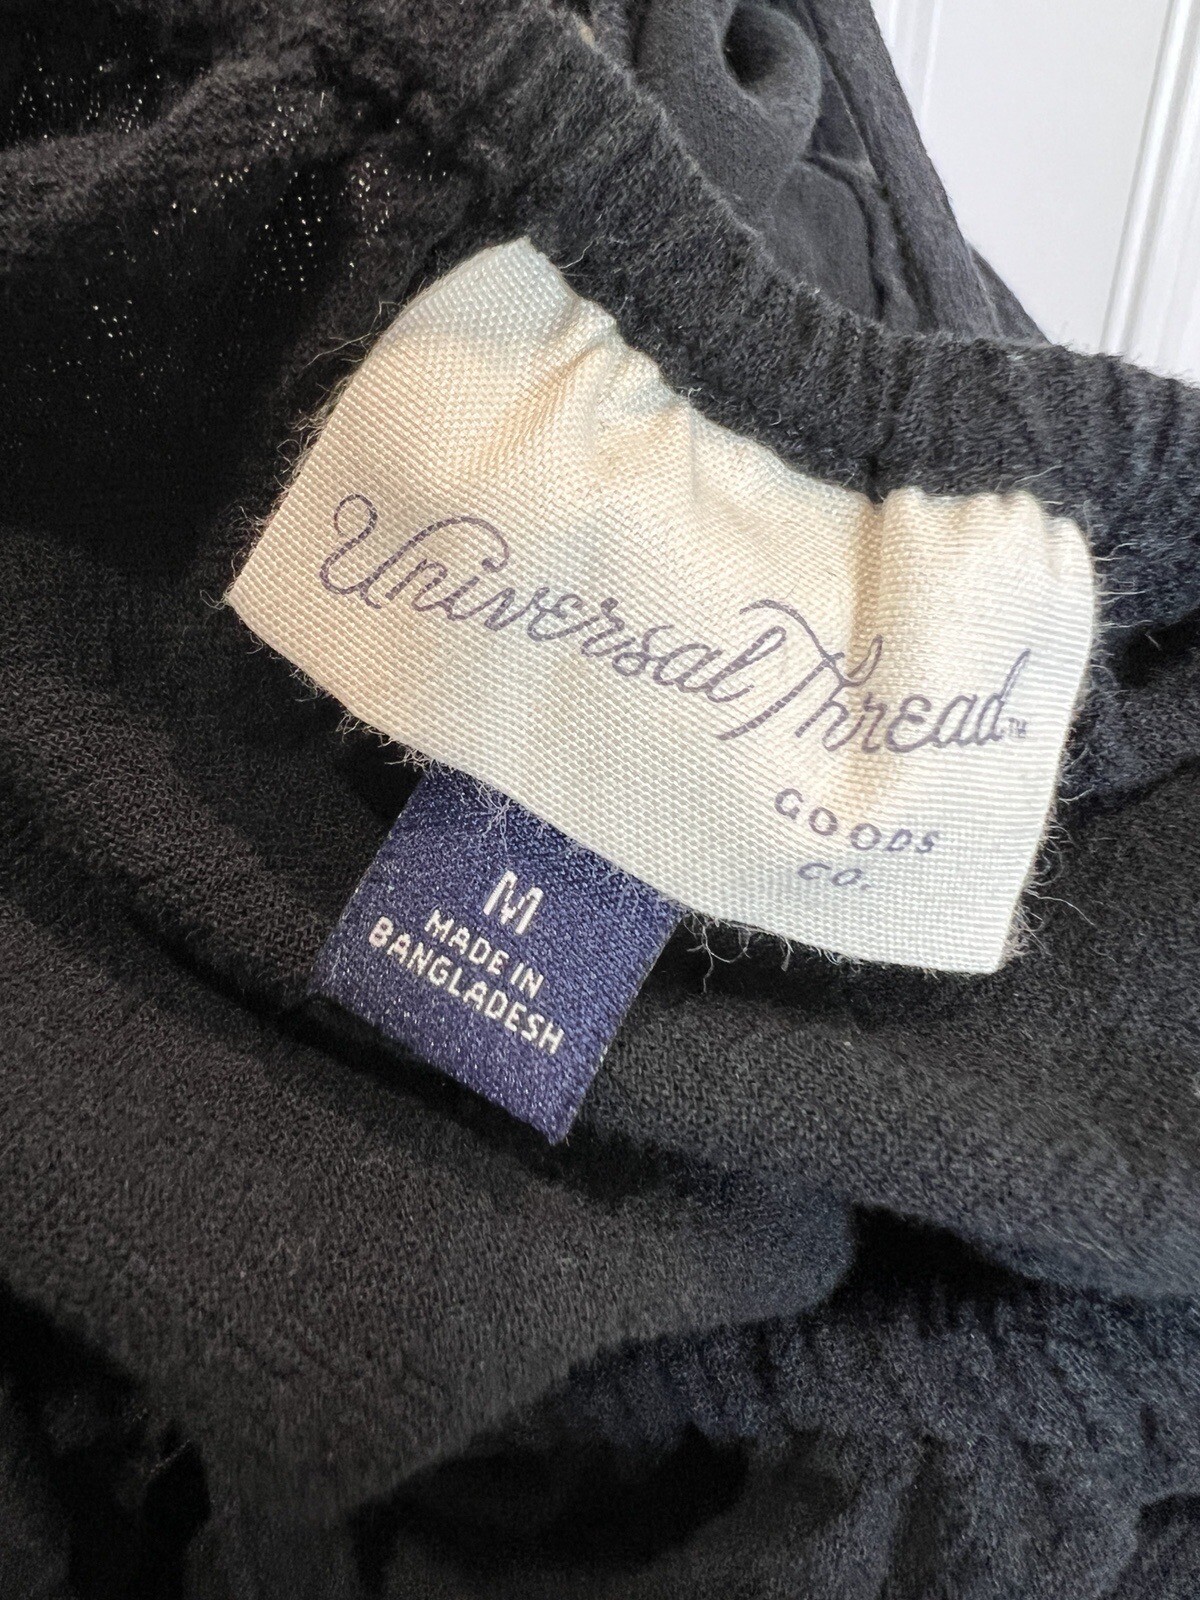 Universal Thread™
GOODS
CO.
M
MADE IN
BANGLADESH